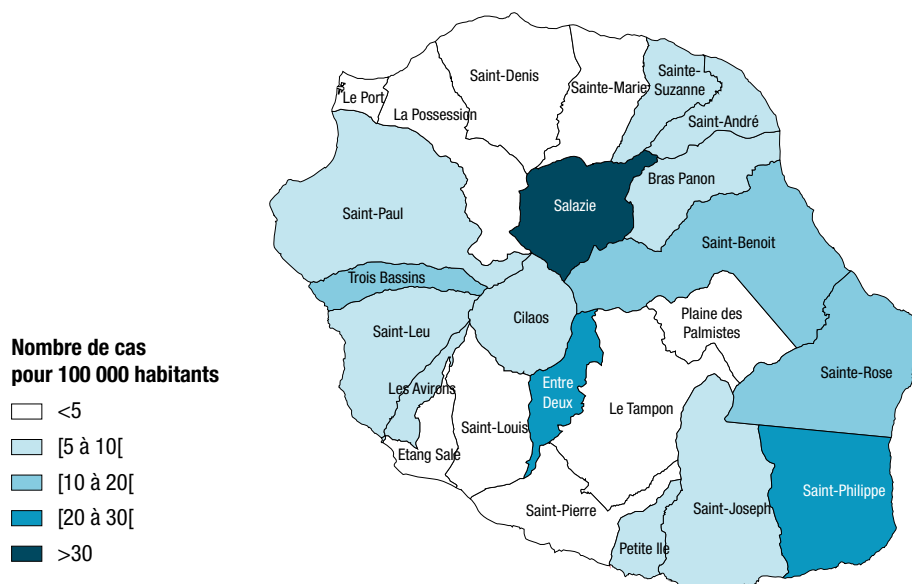 Saint-Denis
Sainte-Marie
Sainte-
Suzanne
Le Port
La Possession
Saint-André
Bras Panon
Saint-Paul
Salazie
Saint-Benoit
Trois Bassins
Cilaos
Plaine des
Palmistes
Saint-Leu
Sainte-Rose
Les Avirons
Entre
Deux
Le Tampon
Saint-Louis
Etang Salé
Saint-Philippe
Saint-Pierre
Saint-Joseph
Petite Ile
Nombre de cas
pour 100 000 habitants
<5
[5 à 10[
[10 à 20[
[20 à 30[
>30